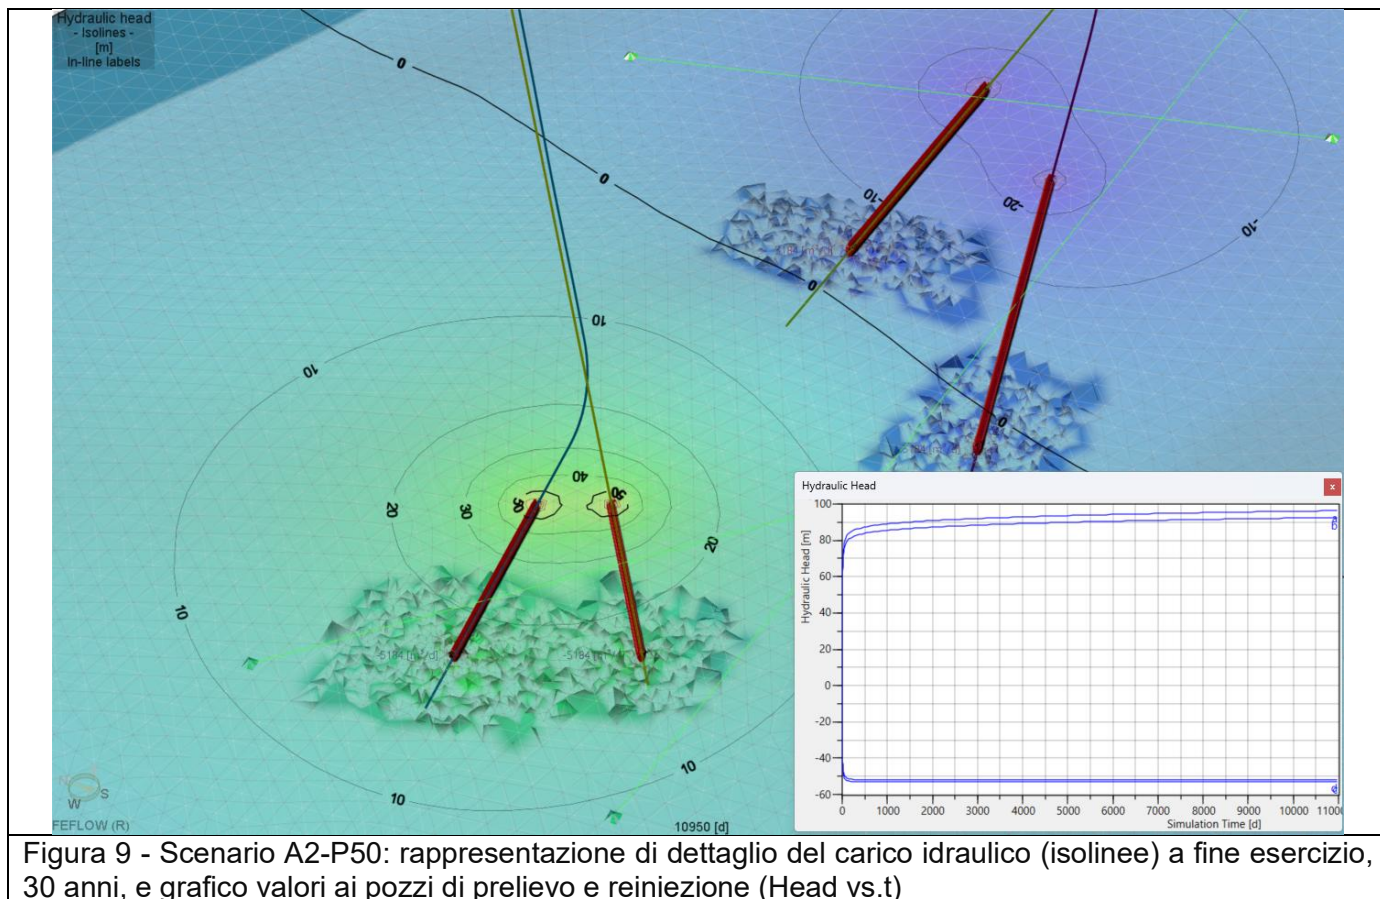 Hydraulic head
- Isolines -
[m]
In-line labels
0
0
0
0
-10
-20
-10
10
10
10
10
10
20
30
40
50
50
20
-5184 [m³/d]
N
W
S
FEFLOW (R)
10950 [d]
Hydraulic Head
x
Hydraulic Head [m]
100
80
60
40
20
0
-20
-40
-60
0 1000 2000 3000 4000 5000 6000 7000 8000 9000 10000 11000
Simulation Time [d]
Figura 9 - Scenario A2-P50: rappresentazione di dettaglio del carico idraulico (isolinee) a fine esercizio,
30 anni, e grafico valori ai pozzi di prelievo e reiniezione (Head vs.t)